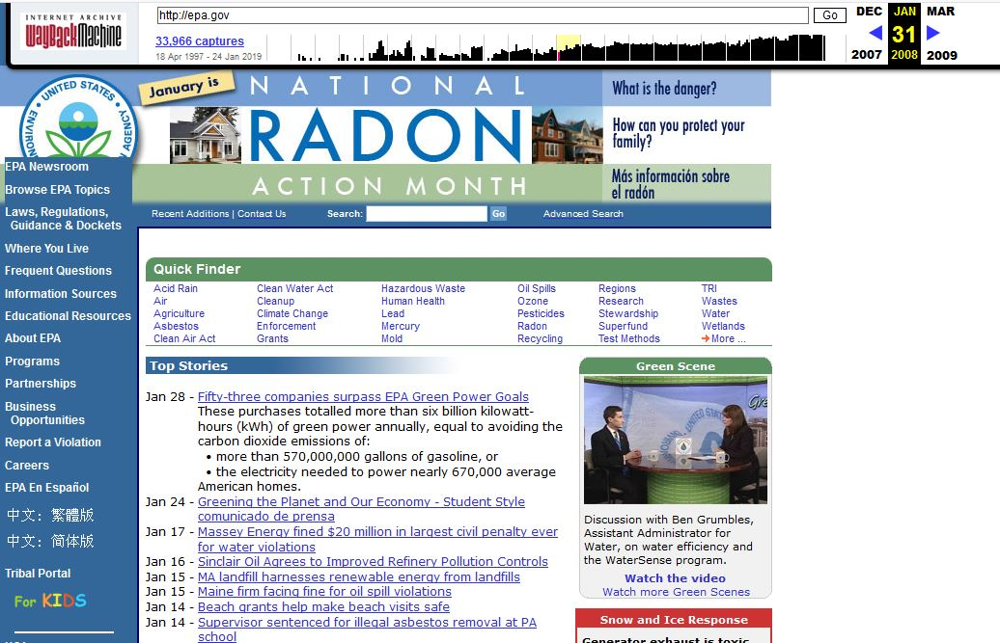 INTERNET ARCHIVE
WayBackMachine
http://epa.gov
Go
DEC
JAN
MAR
33,966 captures
31
18 Apr 1997 - 24 Jan 2019
2007
2008
2009
UNITED STATES
AGENCY
January is
NATIONAL
RADON
ACTION MONTH
What is the danger?
How can you protect your
family?
Más información sobre
el radón
Recent Additions | Contact Us
Search:
Go
Advanced Search
EPA Newsroom
Browse EPA Topics
Laws, Regulations,
Guidance & Dockets
Where You Live
Frequent Questions
Information Sources
Educational Resources
About EPA
Programs
Partnerships
Business
Opportunities
Report a Violation
Careers
EPA En Español
中文: 繁體版
中文: 简体版
Tribal Portal
For KIDS
Quick Finder
Acid Rain Clean Water Act Hazardous Waste Oil Spills Regions TRI
Air Cleanup Human Health Ozone Research Wastes
Agriculture Climate Change Lead Pesticides Stewardship Water
Asbestos Enforcement Mercury Radon Superfund Wetlands
Clean Air Act Grants Mold Recycling Test Methods More ...
Top Stories
Jan 28 - Fifty-three companies surpass EPA Green Power Goals
These purchases totalled more than six billion kilowatt-
hours (kWh) of green power annually, equal to avoiding the
carbon dioxide emissions of:
• more than 570,000,000 gallons of gasoline, or
• the electricity needed to power nearly 670,000 average
American homes.
Jan 24 - Greening the Planet and Our Economy - Student Style
comunicado de prensa
Jan 17 - Massey Energy fined $20 million in largest civil penalty ever
for water violations
Jan 16 - Sinclair Oil Agrees to Improved Refinery Pollution Controls
Jan 15 - MA landfill harnesses renewable energy from landfills
Jan 15 - Maine firm facing fine for oil spill violations
Jan 14 - Beach grants help make beach visits safe
Jan 14 - Supervisor sentenced for illegal asbestos removal at PA
school
Green Scene
Discussion with Ben Grumbles,
Assistant Administrator for
Water, on water efficiency and
the WaterSense program.
Watch the video
Watch more Green Scenes
Snow and Ice Response
Generator exhaust is toxic.